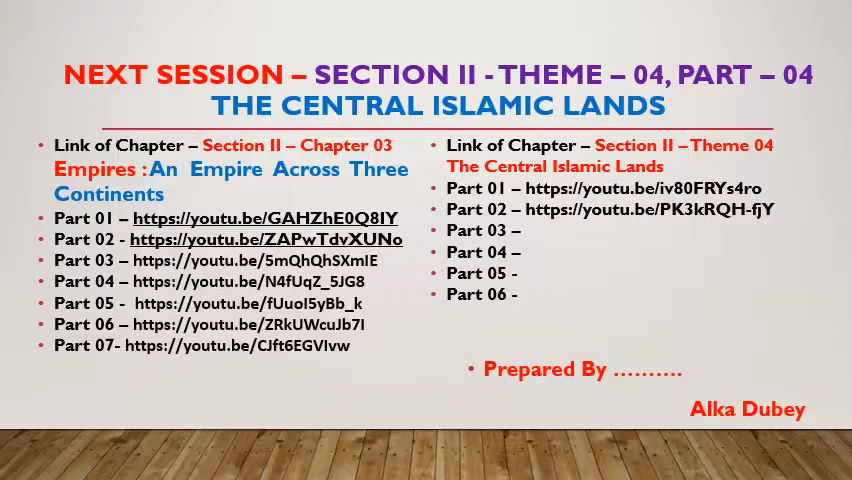 NEXT SESSION – SECTION II - THEME – 04, PART – 04
THE CENTRAL ISLAMIC LANDS
• Link of Chapter – Section II – Chapter 03
Empires : An Empire Across Three
Continents
• Part 01 – https://youtu.be/GAHZhE0Q8IY
• Part 02 - https://youtu.be/ZAPwTdvXUNo
• Part 03 – https://youtu.be/5mQhQhSXmIE
• Part 04 – https://youtu.be/N4fUqZ_5JG8
• Part 05 - https://youtu.be/fUuoI5yBb_k
• Part 06 – https://youtu.be/ZRkUWcuJb7I
• Part 07- https://youtu.be/CJft6EGVIvw
• Link of Chapter – Section II – Theme 04
The Central Islamic Lands
• Part 01 – https://youtu.be/iv80FRYs4ro
• Part 02 – https://youtu.be/PK3kRQH-fjY
• Part 03 –
• Part 04 –
• Part 05 -
• Part 06 -
• Prepared By ……….
Alka Dubey